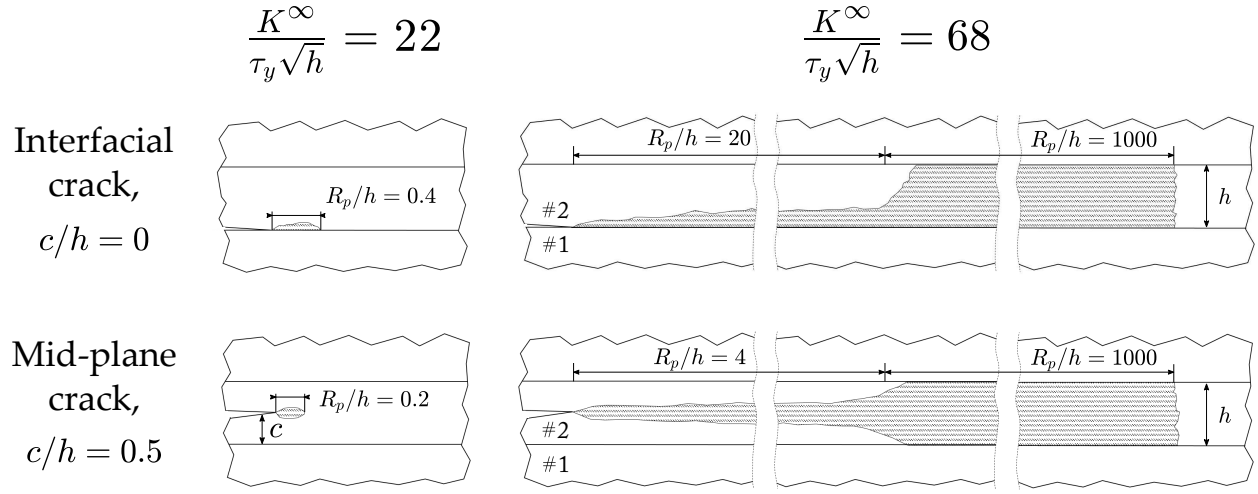 K^∞/(τ_y√h) = 22
K^∞/(τ_y√h) = 68
Interfacial
crack,
c/h = 0
R_p/h = 0.4
R_p/h = 20
R_p/h = 1000
h
#2
#1
Mid-plane
crack,
c/h = 0.5
R_p/h = 0.2
c
R_p/h = 4
R_p/h = 1000
h
#2
#1